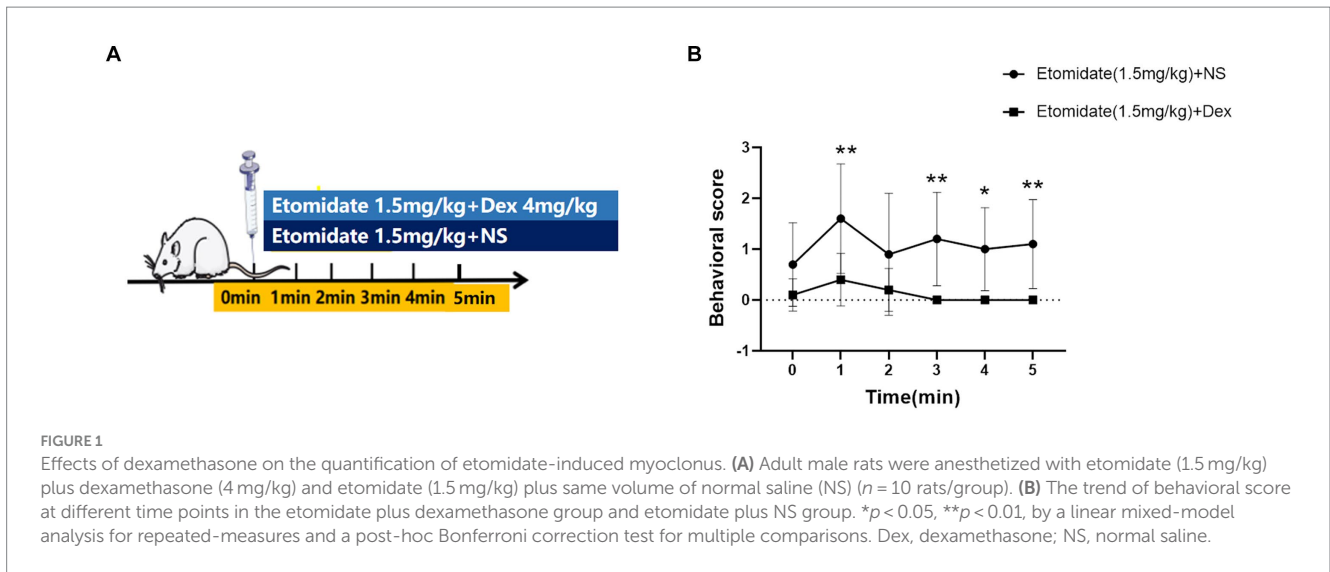 A
Etomidate 1.5mg/kg+Dex 4mg/kg
Etomidate 1.5mg/kg+NS
0min 1min 2min 3min 4min 5min
B
Etomidate(1.5mg/kg)+NS
Etomidate(1.5mg/kg)+Dex
Behavioral score
3
2
1
0
-1
** ** * **
0 1 2 3 4 5
Time(min)
FIGURE 1
Effects of dexamethasone on the quantification of etomidate-induced myoclonus. (A) Adult male rats were anesthetized with etomidate (1.5 mg/kg)
plus dexamethasone (4 mg/kg) and etomidate (1.5 mg/kg) plus same volume of normal saline (NS) (n = 10 rats/group). (B) The trend of behavioral score
at different time points in the etomidate plus dexamethasone group and etomidate plus NS group. *p < 0.05, **p < 0.01, by a linear mixed-model
analysis for repeated-measures and a post-hoc Bonferroni correction test for multiple comparisons. Dex, dexamethasone; NS, normal saline.